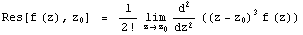 Res[f (z), z₀] = 1/2! lim z→z₀ d²/dz² ((z-z₀)³ f (z))